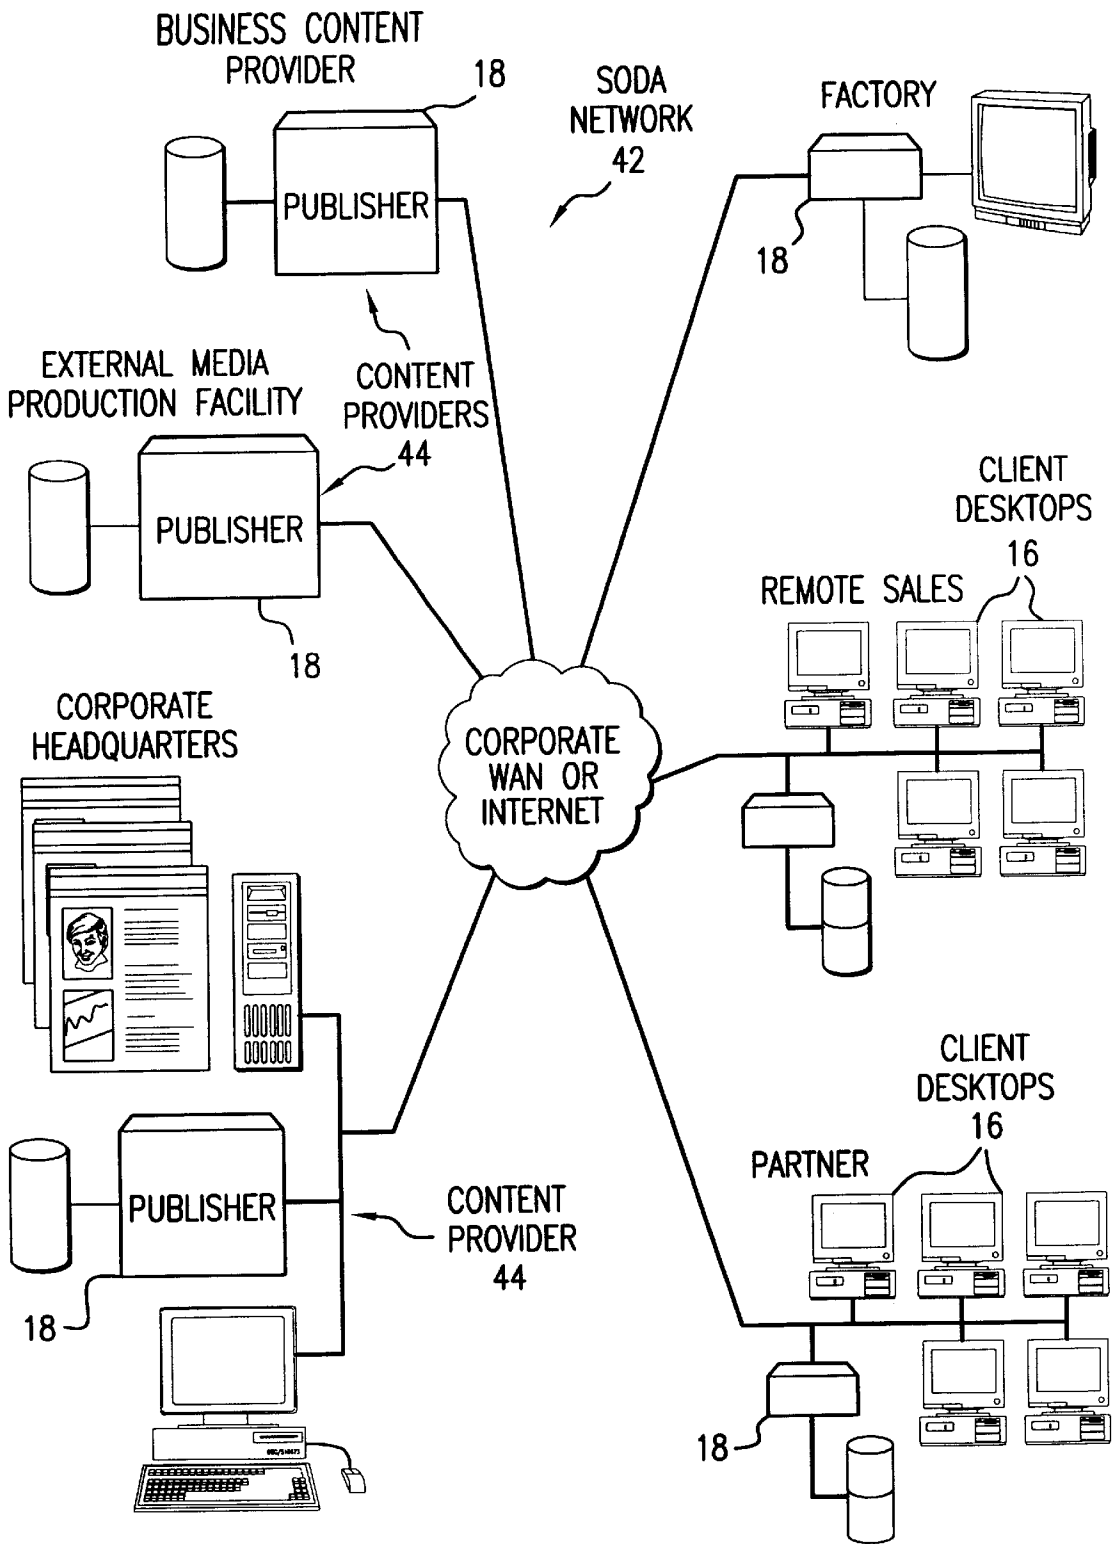 BUSINESS CONTENT
PROVIDER
18
PUBLISHER
SODA
NETWORK
42
FACTORY
18
EXTERNAL MEDIA
PRODUCTION FACILITY
CONTENT
PROVIDERS
44
PUBLISHER
18
CLIENT
DESKTOPS
16
REMOTE SALES
CORPORATE
HEADQUARTERS
CORPORATE
WAN OR
INTERNET
PUBLISHER
18
CONTENT
PROVIDER
44
CLIENT
DESKTOPS
16
PARTNER
18